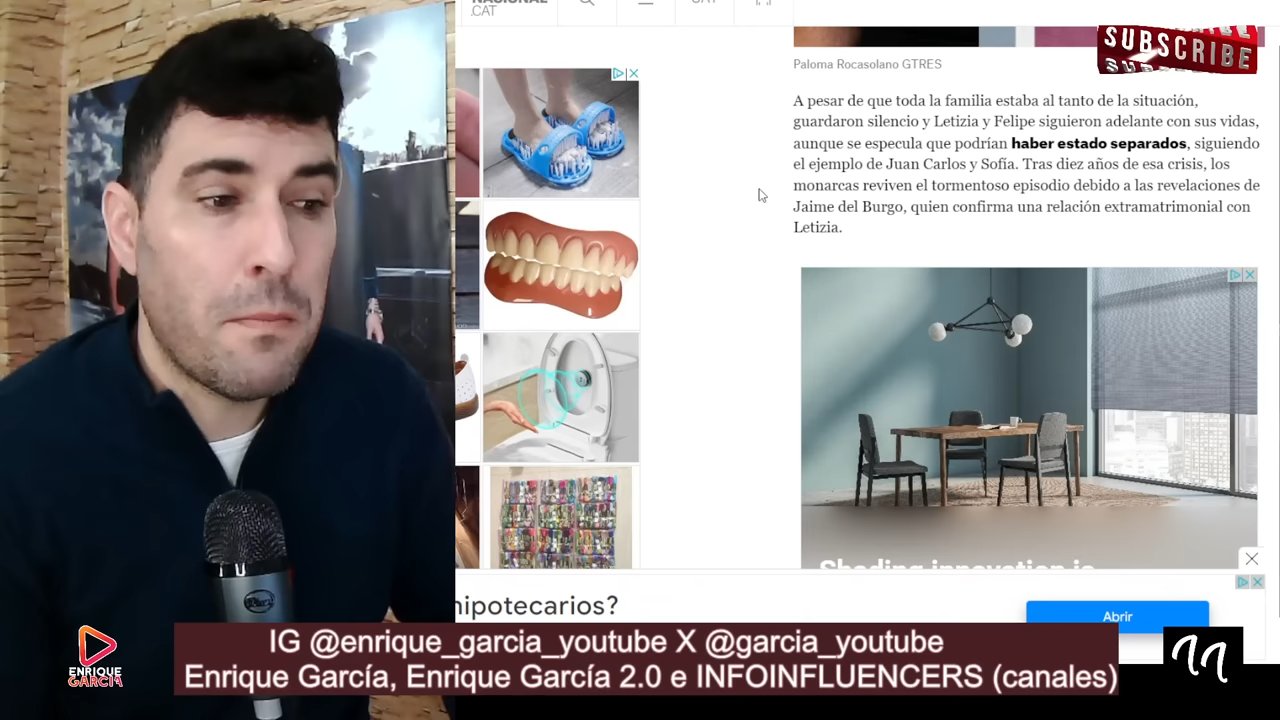 NACIONAL
.CAT
CAT
SUBSCRIBE
Paloma Rocasolano GTRES
A pesar de que toda la familia estaba al tanto de la situación,
guardaron silencio y Letizia y Felipe siguieron adelante con sus vidas,
aunque se especula que podrían haber estado separados, siguiendo
el ejemplo de Juan Carlos y Sofía. Tras diez años de esa crisis, los
monarcas reviven el tormentoso episodio debido a las revelaciones de
Jaime del Burgo, quien confirma una relación extramatrimonial con
Letizia.
Shading innovation is
hipotecarios?
Abrir
IG @enrique_garcia_youtube X @garcia_youtube
Enrique García, Enrique García 2.0 e INFOINFLUENCERS (canales)
ENRIQUE
GARCÍA